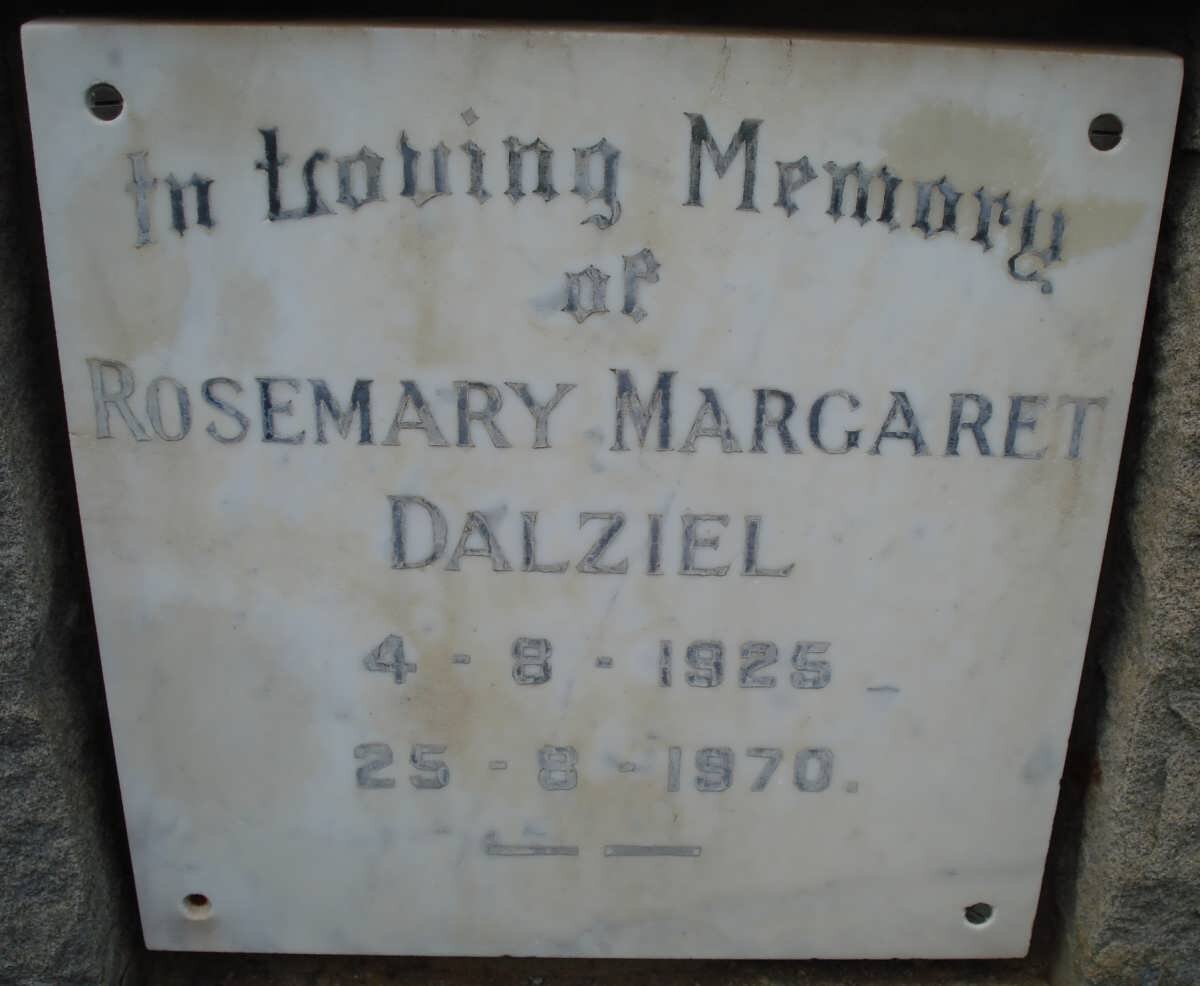 In Loving Memory
of
ROSEMARY MARGARET
DALZIEL
4 - 8 - 1925 -
25 - 8 - 1970.